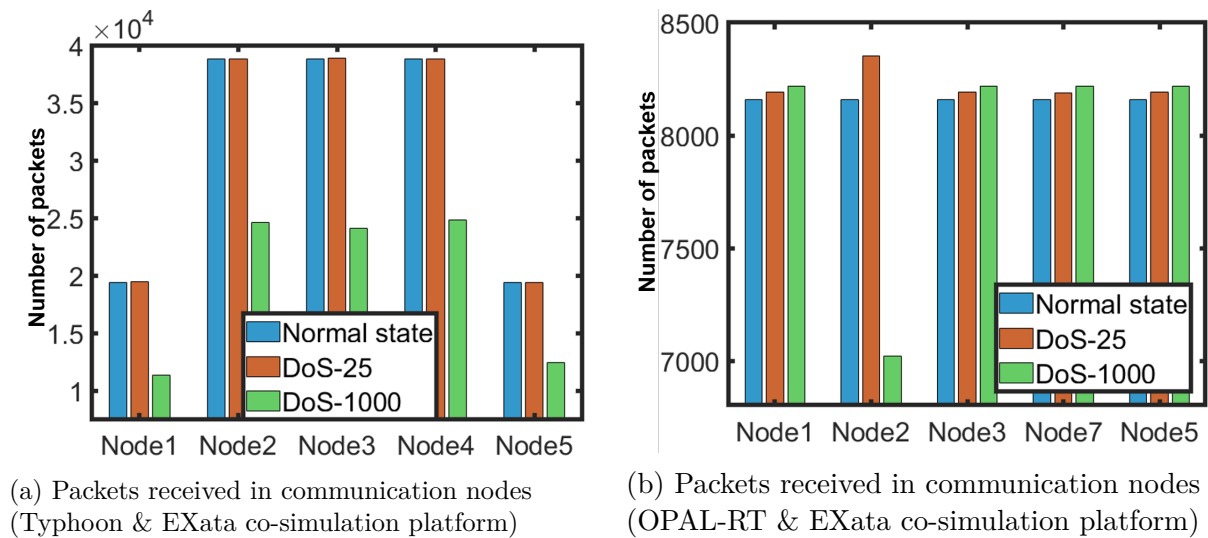 ×10⁴
4
3.5
3
2.5
2
1.5
1
Number of packets
Normal state
DoS-25
DoS-1000
Node1 Node2 Node3 Node4 Node5
(a) Packets received in communication nodes
(Typhoon & EXata co-simulation platform)
8500
8000
7500
7000
Number of packets
Normal state
DoS-25
DoS-1000
Node1 Node2 Node3 Node7 Node5
(b) Packets received in communication nodes
(OPAL-RT & EXata co-simulation platform)